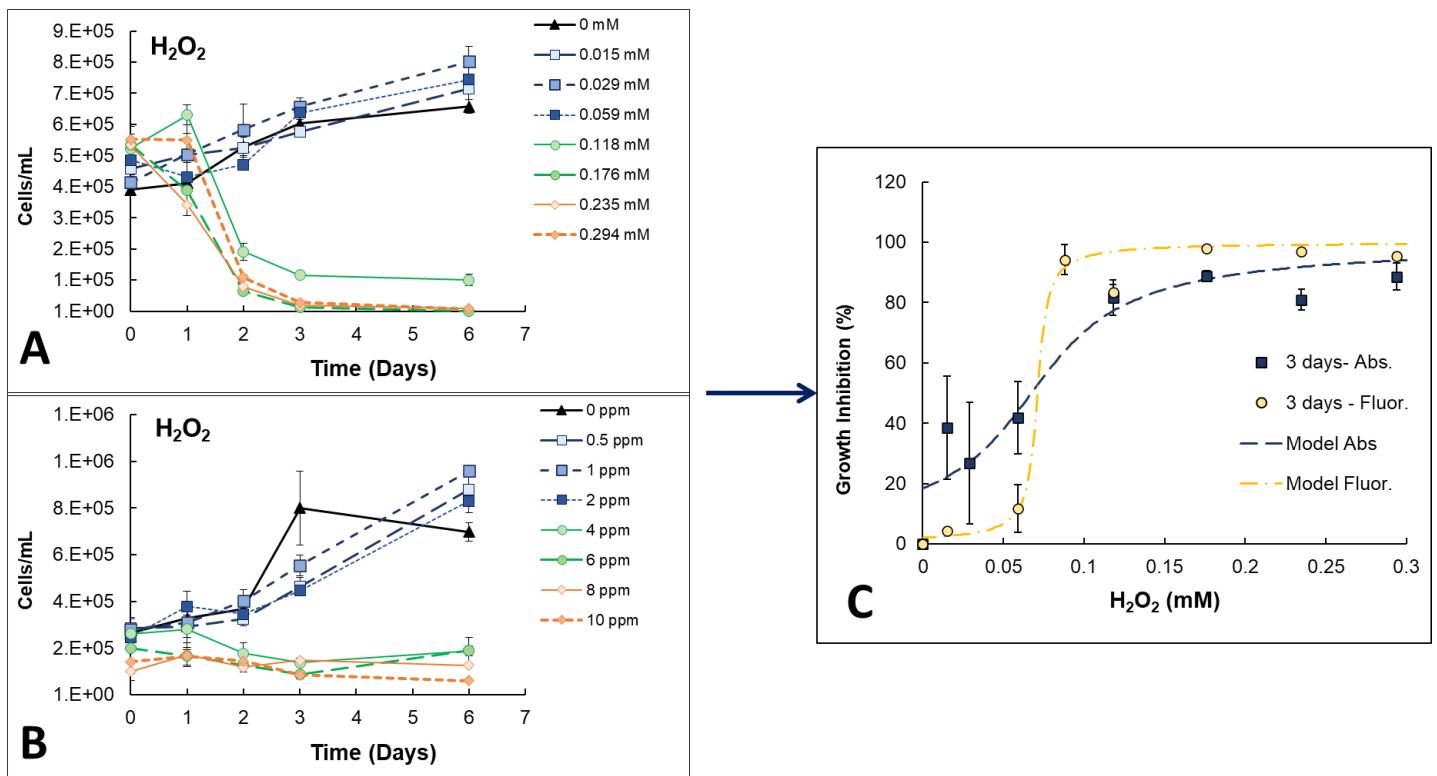 H₂O₂
9.E+05
8.E+05
7.E+05
6.E+05
5.E+05
4.E+05
3.E+05
2.E+05
1.E+05
1.E+00
Cells/mL
0 1 2 3 4 5 6 7
Time (Days)
A
0 mM
0.015 mM
0.029 mM
0.059 mM
0.118 mM
0.176 mM
0.235 mM
0.294 mM
H₂O₂
1.E+06
1.E+06
8.E+05
6.E+05
4.E+05
2.E+05
1.E+00
Cells/mL
0 1 2 3 4 5 6 7
Time (Days)
B
0 ppm
0.5 ppm
1 ppm
2 ppm
4 ppm
6 ppm
8 ppm
10 ppm
120
100
80
60
40
20
0
Growth Inhibition (%)
0 0.05 0.1 0.15 0.2 0.25 0.3
H₂O₂ (mM)
C
3 days- Abs.
3 days - Fluor.
Model Abs
Model Fluor.